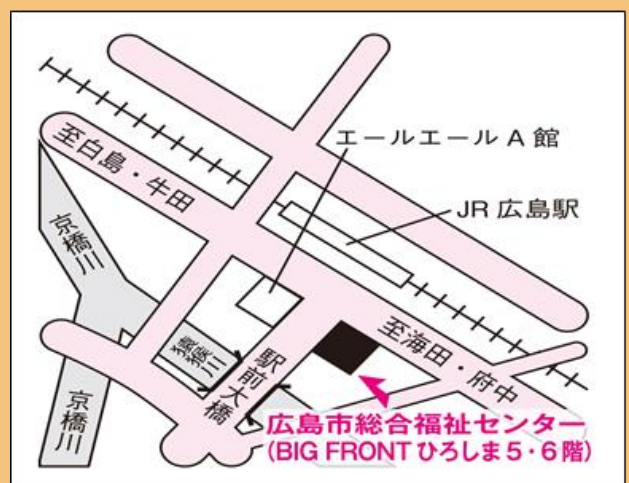 エールエール A 館
JR 広島駅
至白島・牛田
京橋川
猿猴川
駅前大橋
至海田・府中
京橋川
広島市総合福祉センター
(BIG FRONT ひろしま 5・6 階)